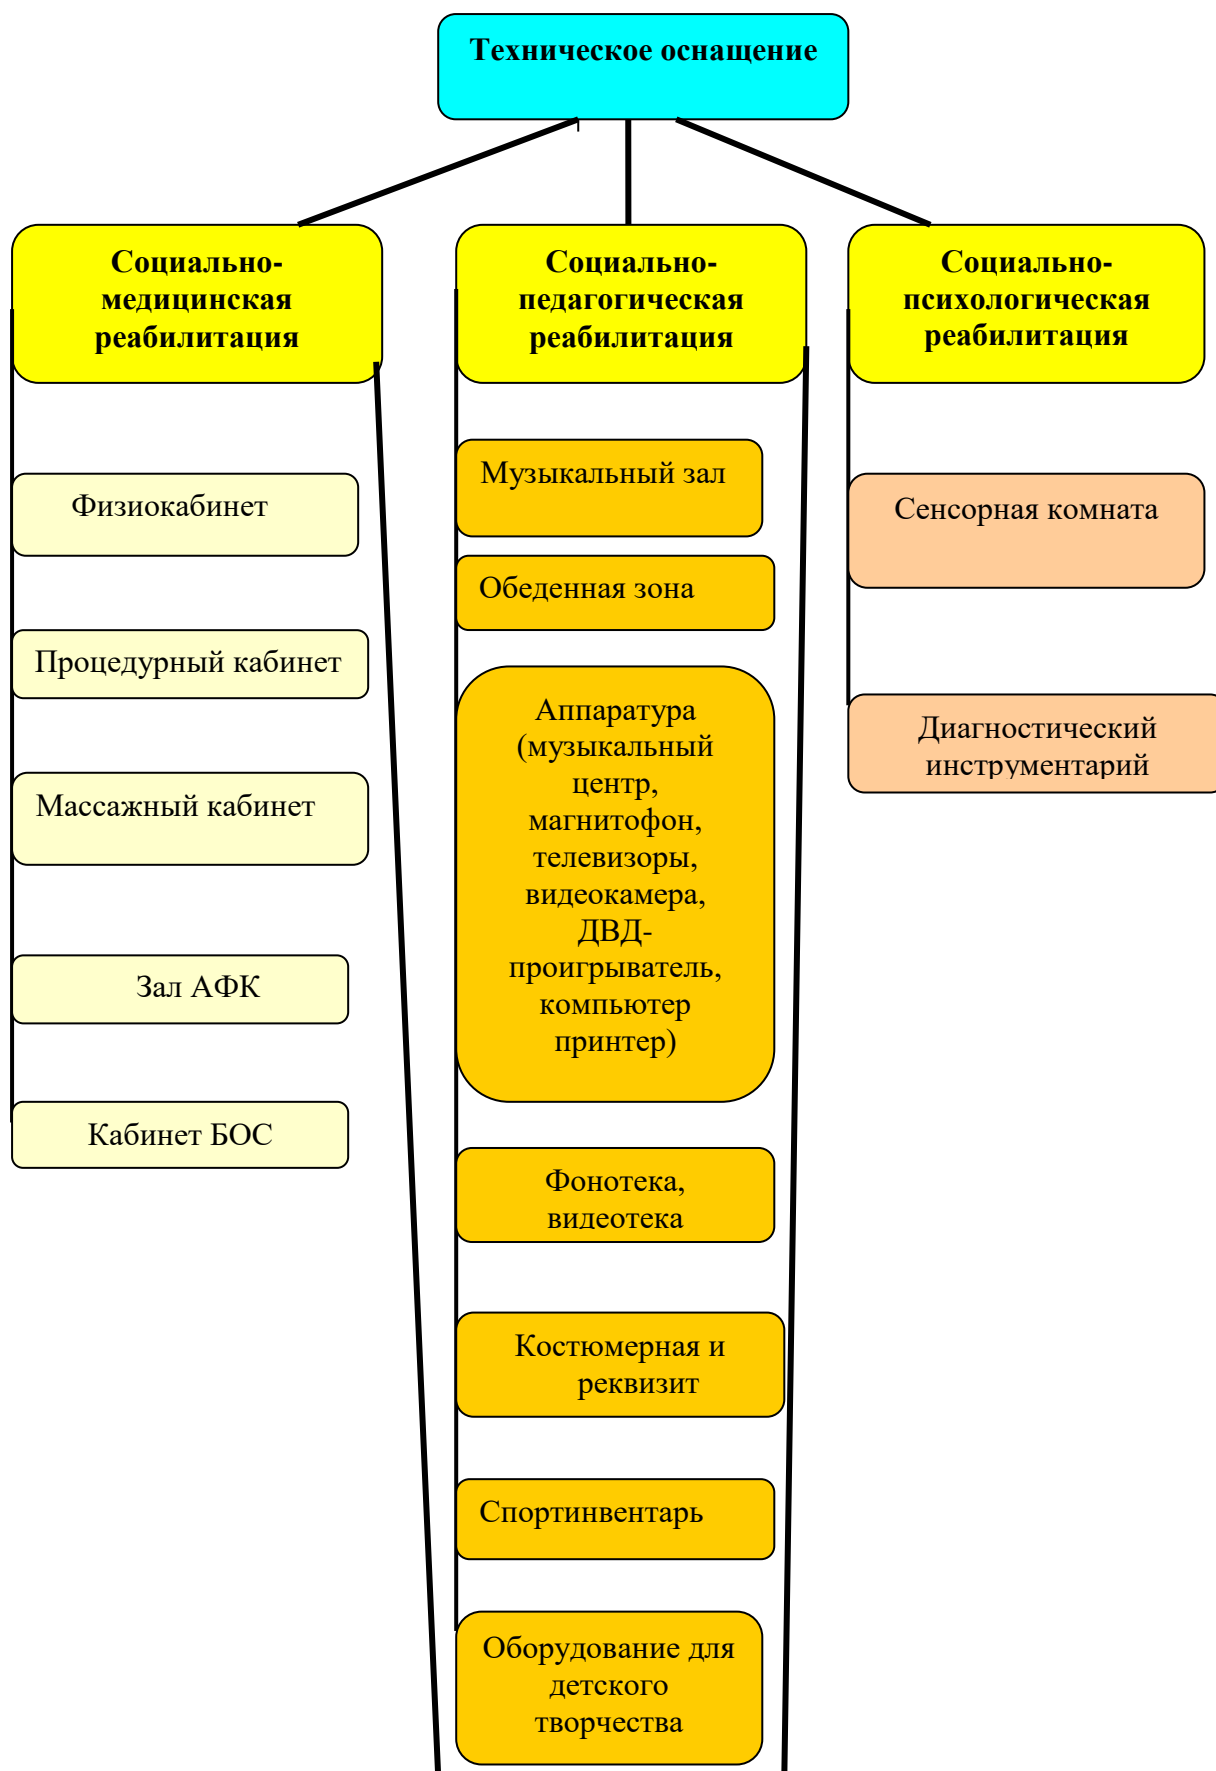 Техническое оснащение
Социально-
медицинская
реабилитация
Социально-
педагогическая
реабилитация
Социально-
психологическая
реабилитация
Физиокабинет
Процедурный кабинет
Массажный кабинет
Зал АФК
Кабинет БОС
Музыкальный зал
Обеденная зона
Аппаратура
(музыкальный
центр,
магнитофон,
телевизоры,
видеокамера,
ДВД-
проигрыватель,
компьютер
принтер)
Фонотека,
видеотека
Костюмерная и
реквизит
Спортинвентарь
Оборудование для
детского
творчества
Сенсорная комната
Диагностический
инструментарий